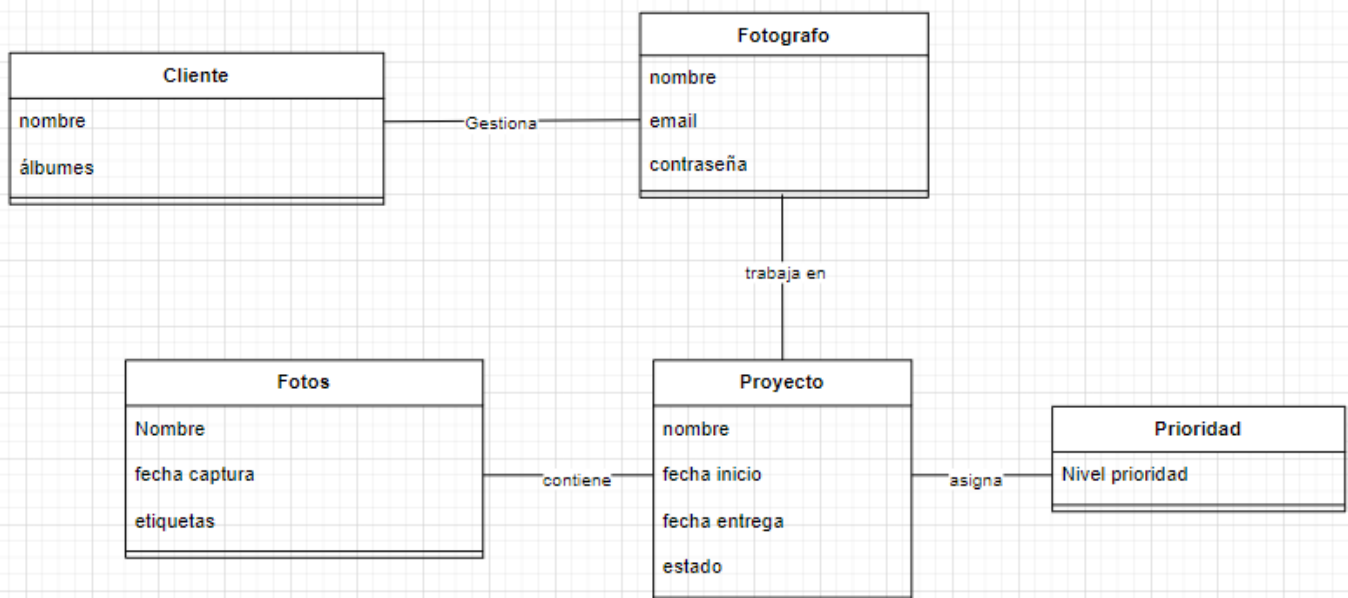 Fotografo
nombre
email
contraseña
Cliente
nombre
álbumes
Gestiona
trabaja en
Fotos
Nombre
fecha captura
etiquetas
contiene
Proyecto
nombre
fecha inicio
fecha entrega
estado
asigna
Prioridad
Nivel prioridad